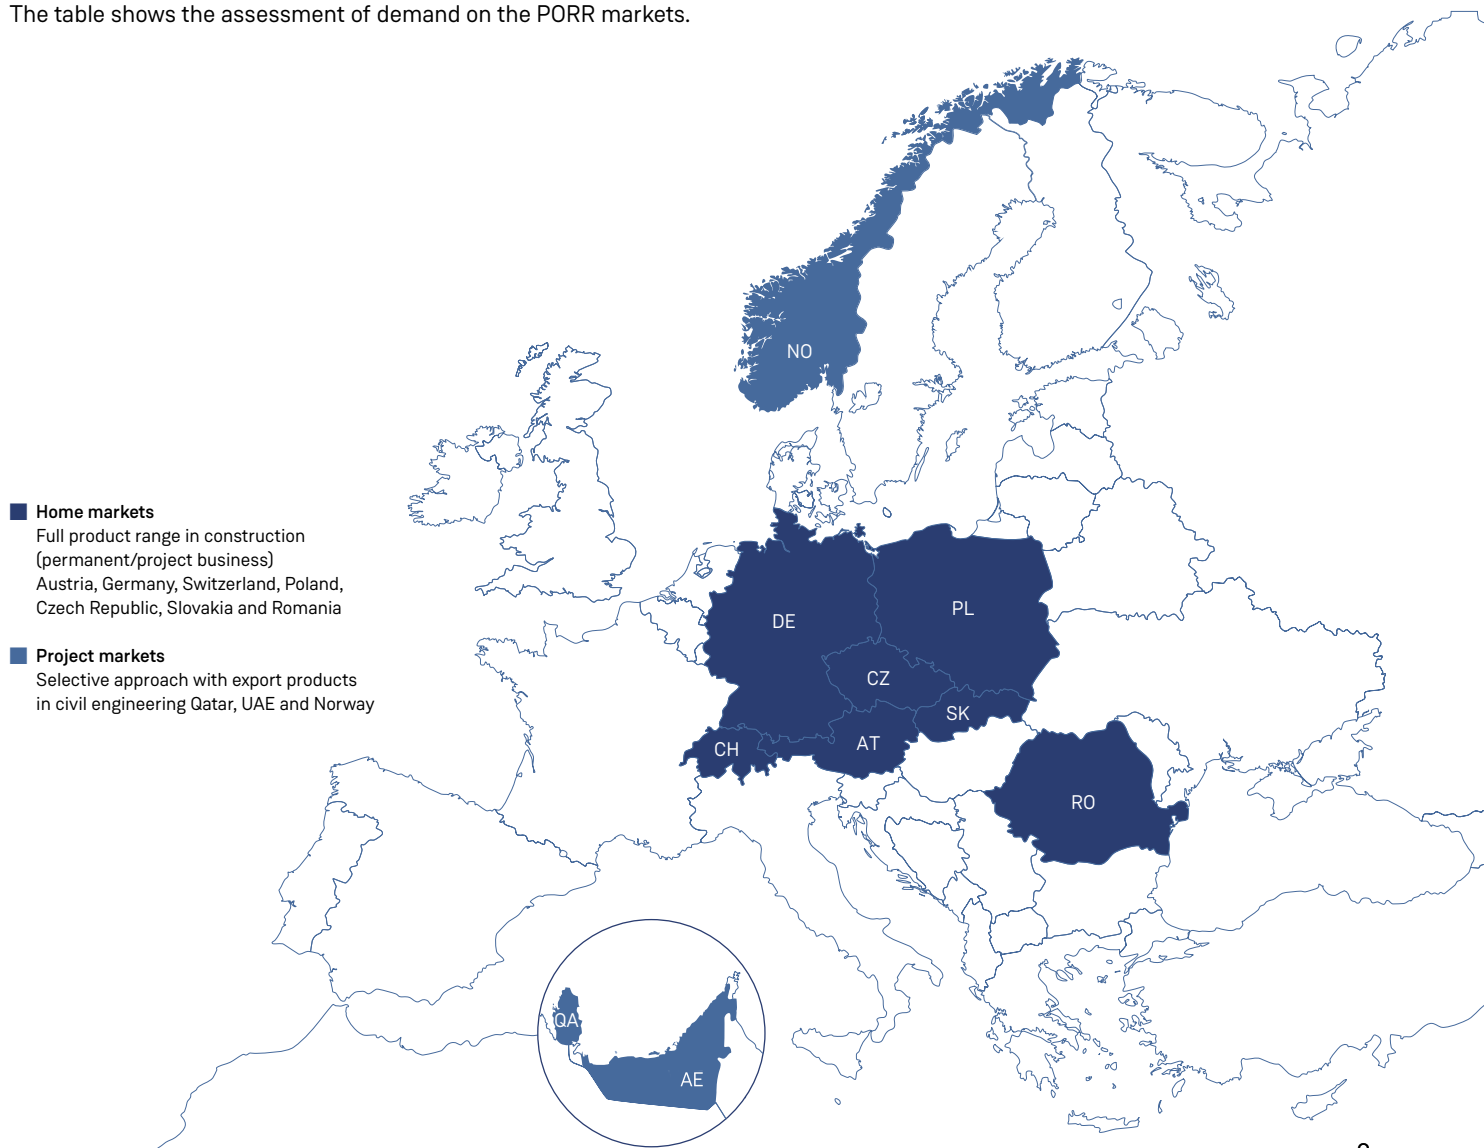 The table shows the assessment of demand on the PORR markets.
NO
Home markets
Full product range in construction
(permanent/project business)
Austria, Germany, Switzerland, Poland,
Czech Republic, Slovakia and Romania
Project markets
Selective approach with export products
in civil engineering Qatar, UAE and Norway
DE
PL
CZ
SK
CH
AT
RO
QA
AE